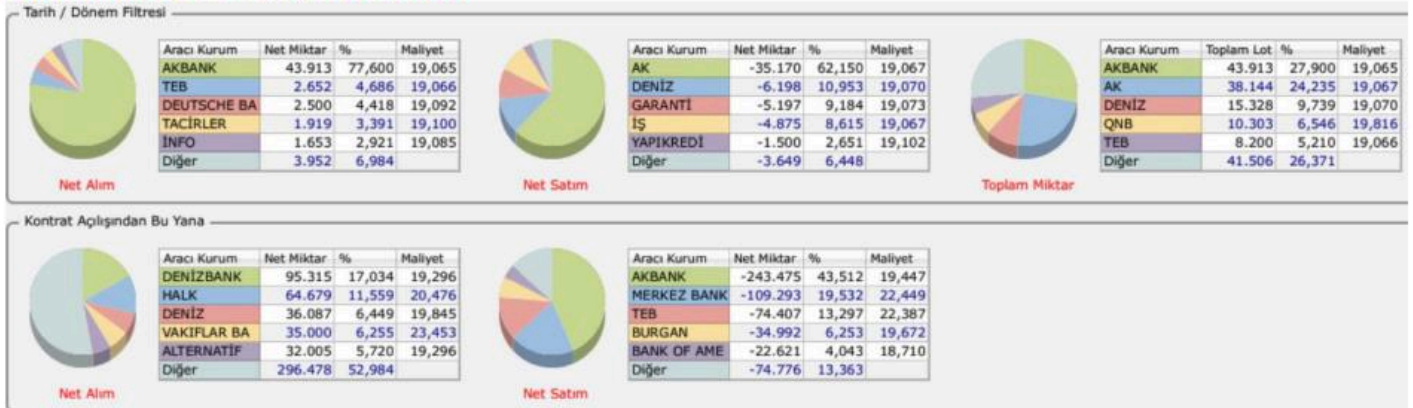 Tarih / Dönem Filtresi
Aracı Kurum Net Miktar % Maliyet
AKBANK 43.913 77,600 19,065
TEB 2.652 4,686 19,066
DEUTSCHE BA 2.500 4,418 19,092
TACİRLER 1.919 3,391 19,100
İNFO 1.653 2,921 19,085
Diğer 3.952 6,984
Net Alım
Aracı Kurum Net Miktar % Maliyet
AK -35.170 62,150 19,067
DENİZ -6.198 10,953 19,070
GARANTİ -5.197 9,184 19,073
İŞ -4.875 8,615 19,067
YAPIKREDİ -1.500 2,651 19,102
Diğer -3.649 6,448
Net Satım
Aracı Kurum Toplam Lot % Maliyet
AKBANK 43.913 27,900 19,065
AK 38.144 24,235 19,067
DENİZ 15.328 9,739 19,070
QNB 10.303 6,546 19,816
TEB 8.200 5,210 19,066
Diğer 41.506 26,371
Toplam Miktar
Kontrat Açılışından Bu Yana
Aracı Kurum Net Miktar % Maliyet
DENİZBANK 95.315 17,034 19,296
HALK 64.679 11,559 20,476
DENİZ 36.087 6,449 19,845
VAKIFLAR BA 35.000 6,255 23,453
ALTERNATİF 32.005 5,720 19,296
Diğer 296.478 52,984
Net Alım
Aracı Kurum Net Miktar % Maliyet
AKBANK -243.475 43,512 19,447
MERKEZ BANK -109.293 19,532 22,449
TEB -74.407 13,297 22,387
BURGAN -34.992 6,253 19,672
BANK OF AME -22.621 4,043 18,710
Diğer -74.776 13,363
Net Satım